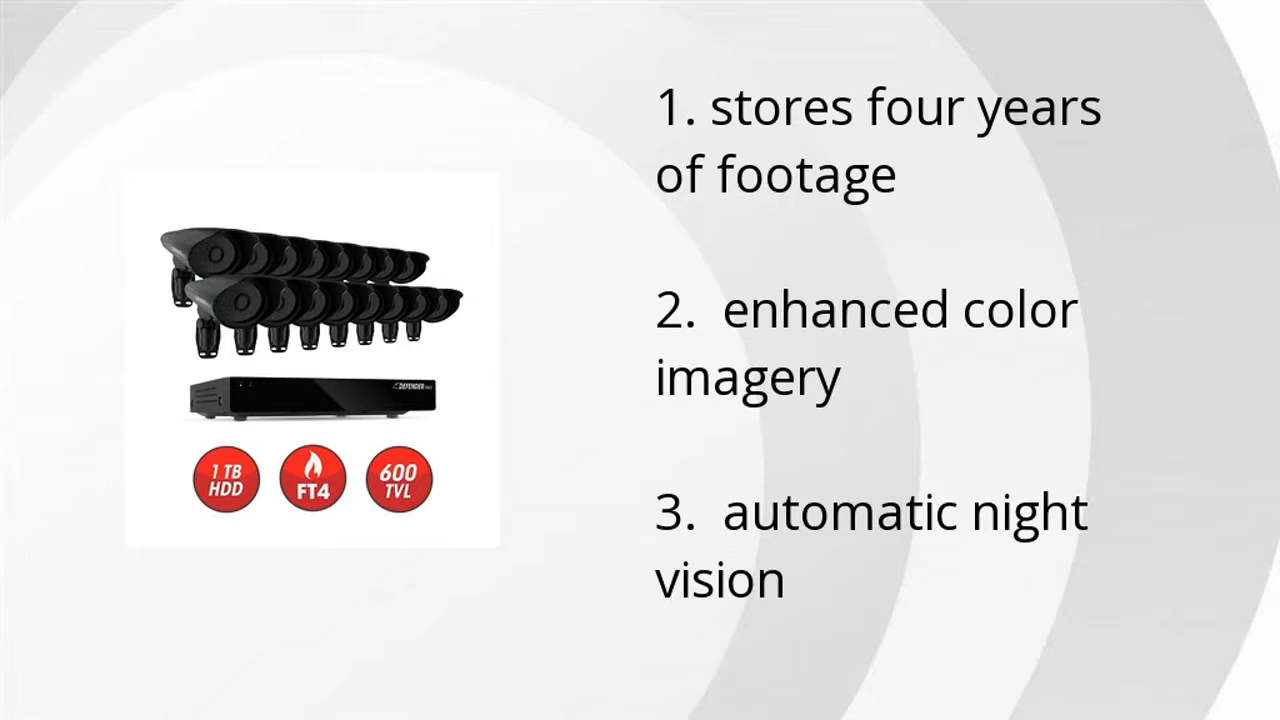 1. stores four years
of footage
2. enhanced color
imagery
3. automatic night
vision
DEFENDER
1 TB
HDD
FT4
600
TVL